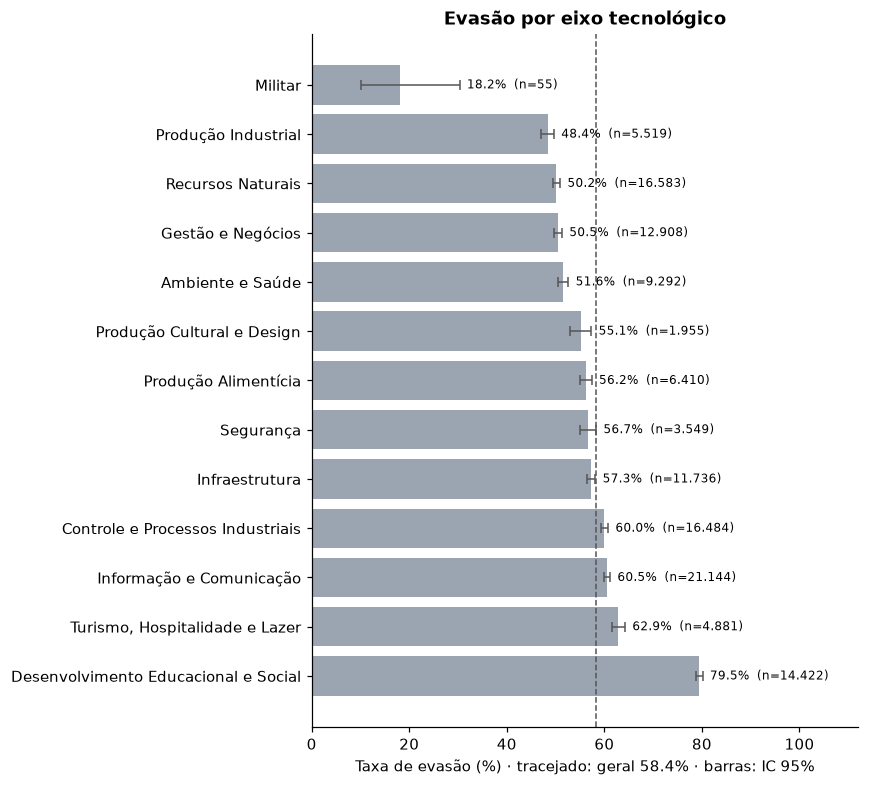 Evasão por eixo tecnológico
Militar
18.2%  (n=55)
Produção Industrial
48.4%  (n=5.519)
Recursos Naturais
50.2%  (n=16.583)
Gestão e Negócios
50.5%  (n=12.908)
Ambiente e Saúde
51.6%  (n=9.292)
Produção Cultural e Design
55.1%  (n=1.955)
Produção Alimentícia
56.2%  (n=6.410)
Segurança
56.7%  (n=3.549)
Infraestrutura
57.3%  (n=11.736)
Controle e Processos Industriais
60.0%  (n=16.484)
Informação e Comunicação
60.5%  (n=21.144)
Turismo, Hospitalidade e Lazer
62.9%  (n=4.881)
Desenvolvimento Educacional e Social
79.5%  (n=14.422)
0 20 40 60 80 100
Taxa de evasão (%) · tracejado: geral 58.4% · barras: IC 95%